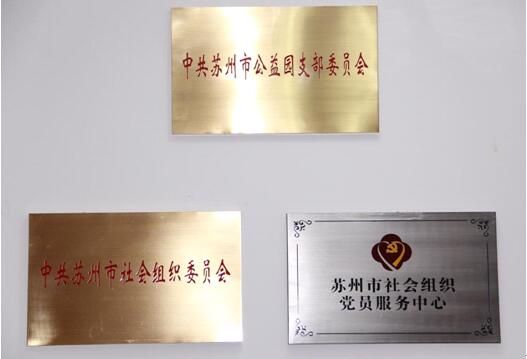 中共苏州市公益园支部委员会
中共苏州市社会组织委员会
苏州市社会组织
党员服务中心